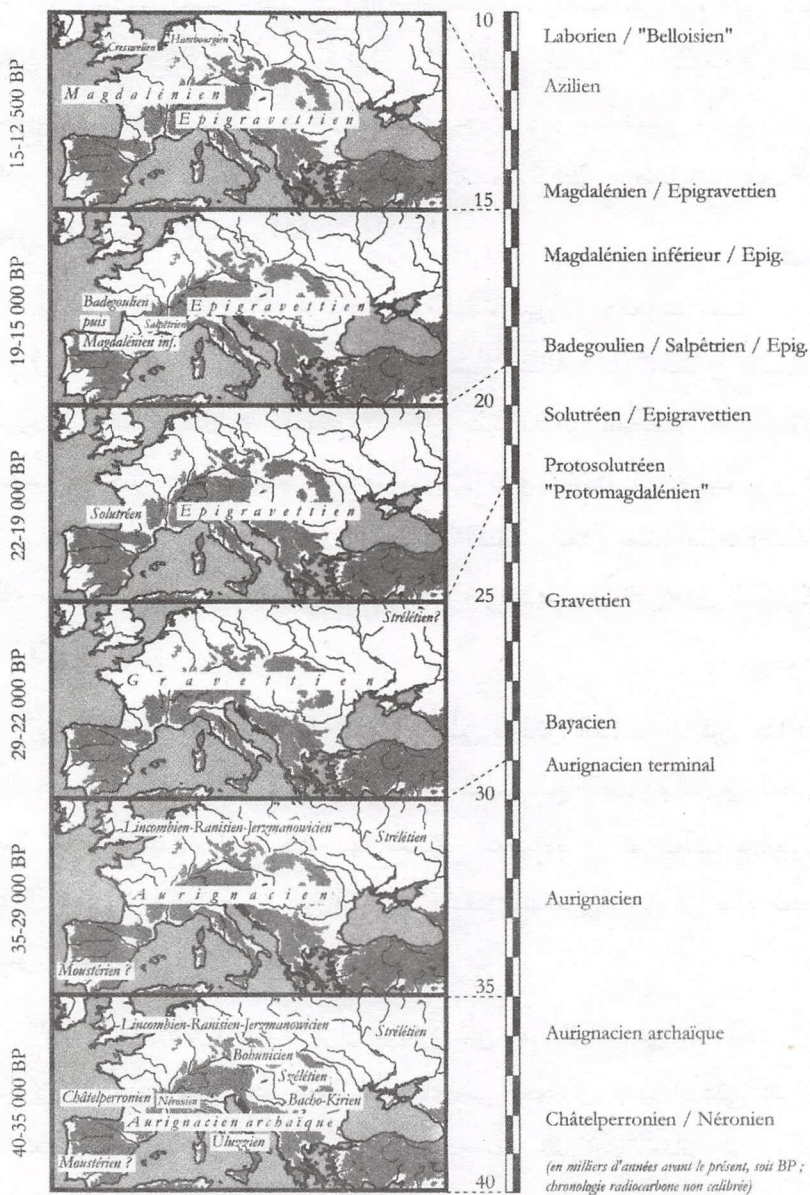 15-12 500 BP
Creswelien
Hambourgien
Magdalénien
Epigravettien
19-15 000 BP
Badegoulien
puis
Magdalénien inf.
Salpêtrien
Epigravettien
22-19 000 BP
Solutréen
Epigravettien
29-22 000 BP
Strélétien?
Gravettien
35-29 000 BP
Lincombien-Ranisien-Jerzmanowicien
Strélétien
Aurignacien
Moustérien ?
40-35 000 BP
Lincombien-Ranisien-Jerzmanowicien
Strélétien
Bohunicien
Szélétien
Châtelperronien
Néronien
Bacho-Kirien
Aurignacien archaïque
Uluzzien
Moustérien ?
10
Laborien / "Belloisien"
Azilien
15
Magdalénien / Epigravettien
Magdalénien inférieur / Epig.
Badegoulien / Salpêtrien / Epig.
20
Solutréen / Epigravettien
Protosolutréen
"Protomagdalénien"
25
Gravettien
Bayacien
Aurignacien terminal
30
Aurignacien
35
Aurignacien archaïque
Châtelperronien / Néronien
40
(en milliers d'années avant le présent, soit BP ;
chronologie radiocarbone non calibrée)